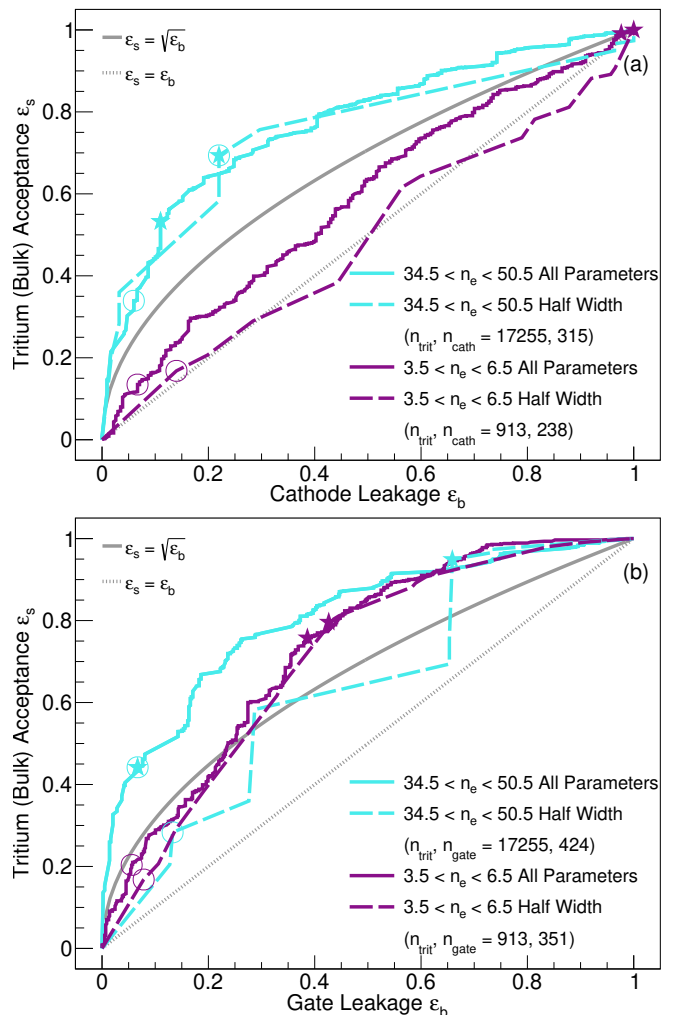 1
0.8
0.6
0.4
0.2
0
Tritium (Bulk) Acceptance εs
εs = √εb
εs = εb
(a)
34.5 < ne < 50.5 All Parameters
34.5 < ne < 50.5 Half Width
(ntrit, ncath = 17255, 315)
3.5 < ne < 6.5 All Parameters
3.5 < ne < 6.5 Half Width
(ntrit, ncath = 913, 238)
0 0.2 0.4 0.6 0.8 1
Cathode Leakage εb
1
0.8
0.6
0.4
0.2
0
Tritium (Bulk) Acceptance εs
εs = √εb
εs = εb
(b)
34.5 < ne < 50.5 All Parameters
34.5 < ne < 50.5 Half Width
(ntrit, ngate = 17255, 424)
3.5 < ne < 6.5 All Parameters
3.5 < ne < 6.5 Half Width
(ntrit, ngate = 913, 351)
0 0.2 0.4 0.6 0.8 1
Gate Leakage εb